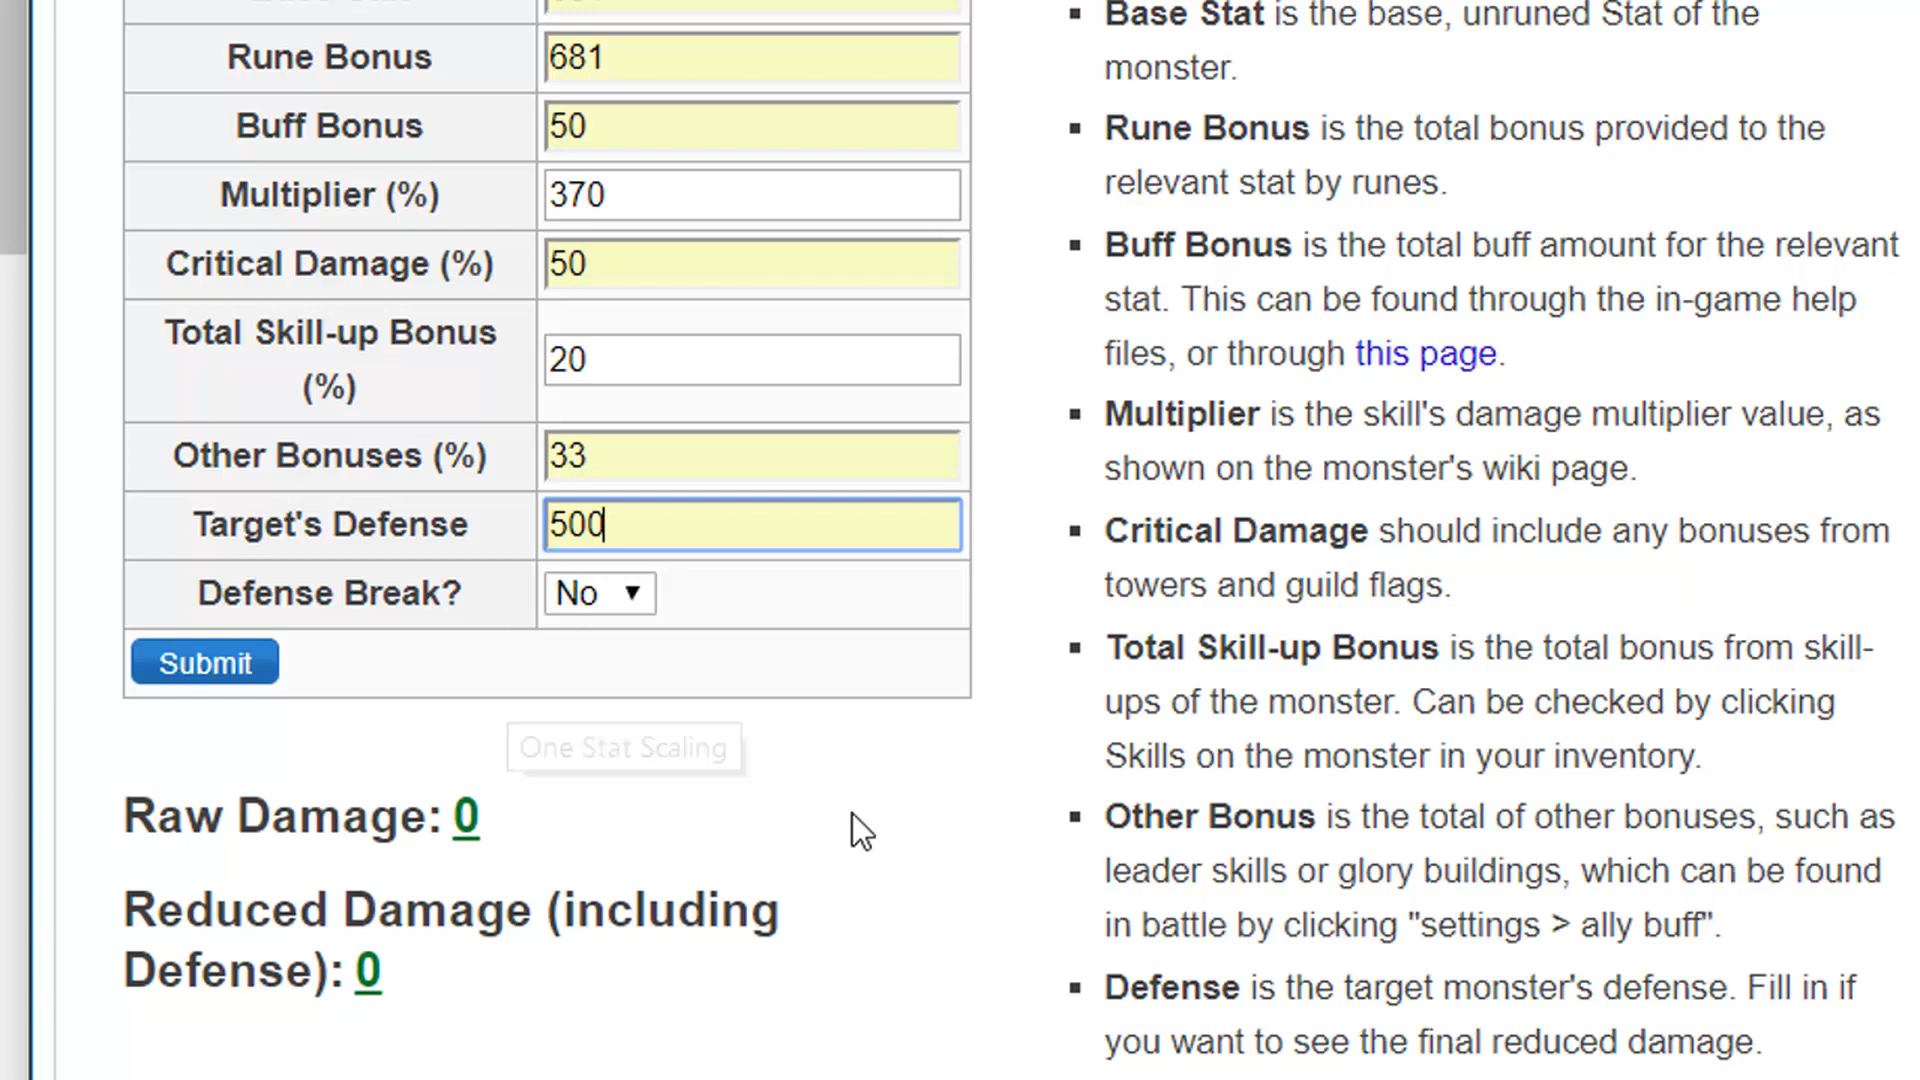 Rune Bonus 681
Buff Bonus 50
Multiplier (%) 370
Critical Damage (%) 50
Total Skill-up Bonus
(%) 20
Other Bonuses (%) 33
Target's Defense 500
Defense Break? No ▼
Submit
One Stat Scaling
Raw Damage: 0
Reduced Damage (including
Defense): 0
▪ Base Stat is the base, unruned Stat of the
monster.
▪ Rune Bonus is the total bonus provided to the
relevant stat by runes.
▪ Buff Bonus is the total buff amount for the relevant
stat. This can be found through the in-game help
files, or through this page.
▪ Multiplier is the skill's damage multiplier value, as
shown on the monster's wiki page.
▪ Critical Damage should include any bonuses from
towers and guild flags.
▪ Total Skill-up Bonus is the total bonus from skill-
ups of the monster. Can be checked by clicking
Skills on the monster in your inventory.
▪ Other Bonus is the total of other bonuses, such as
leader skills or glory buildings, which can be found
in battle by clicking "settings > ally buff".
▪ Defense is the target monster's defense. Fill in if
you want to see the final reduced damage.